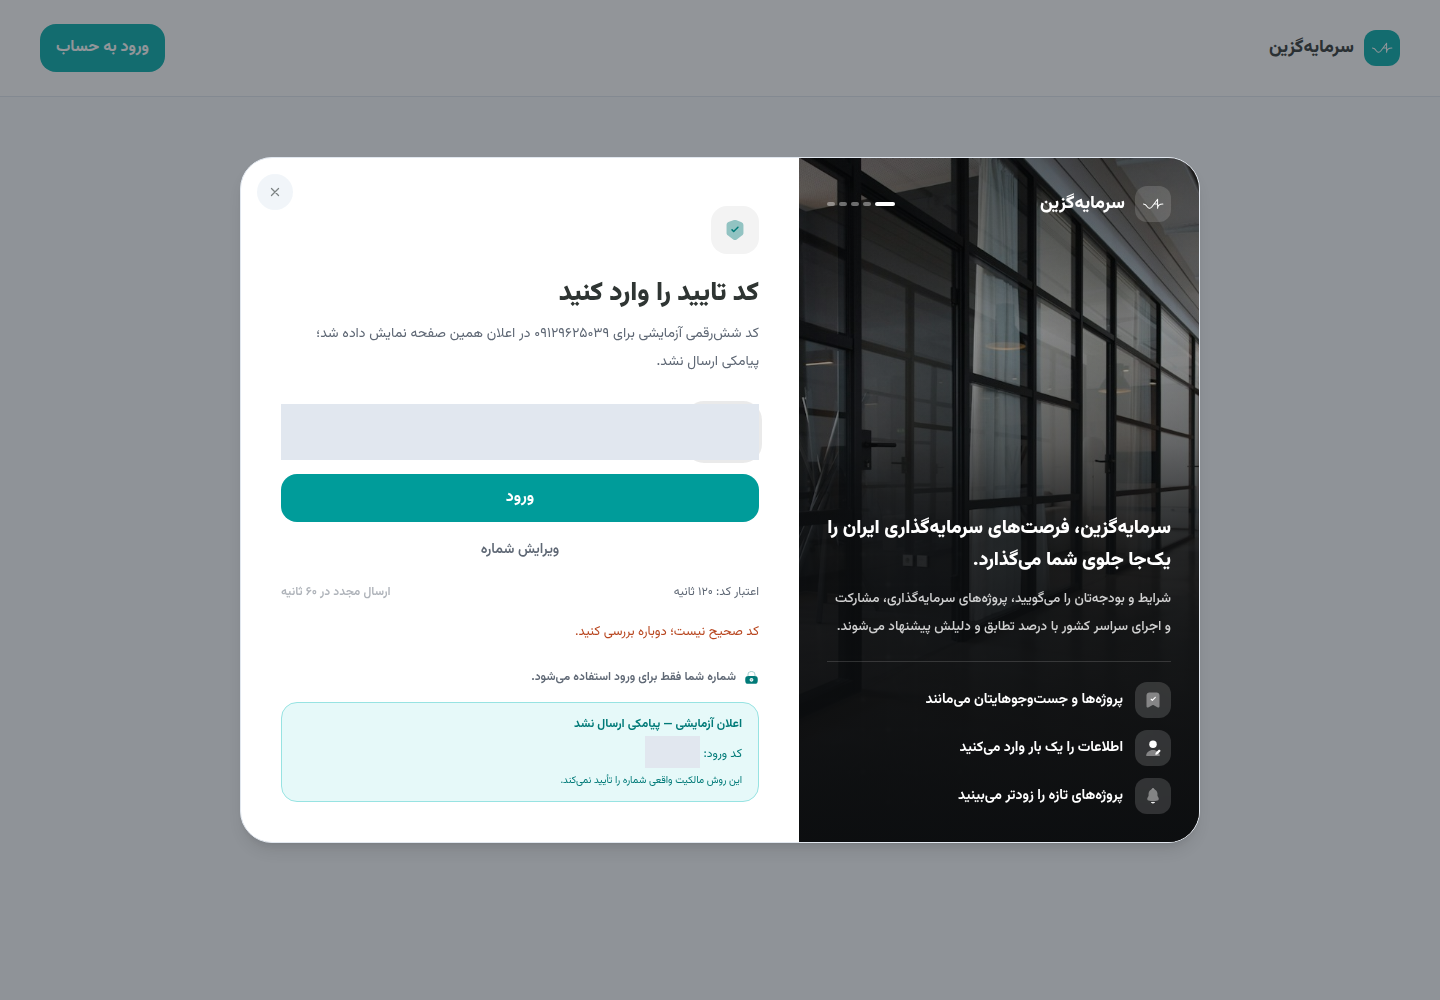 سرمایه‌گزین
ورود به حساب
سرمایه‌گزین
سرمایه‌گزین، فرصت‌های سرمایه‌گذاری ایران را
یک‌جا جلوی شما می‌گذارد.
شرایط و بودجه‌تان را می‌گویید، پروژه‌های سرمایه‌گذاری، مشارکت
و اجرای سراسر کشور با درصد تطابق و دلیلش پیشنهاد می‌شوند.
پروژه‌ها و جست‌وجوهایتان می‌مانند
اطلاعات را یک بار وارد می‌کنید
پروژه‌های تازه را زودتر می‌بینید
کد تایید را وارد کنید
کد شش‌رقمی آزمایشی برای ۰۹۱۲۹۶۲۵۰۳۹ در اعلان همین صفحه نمایش داده شد؛
پیامکی ارسال نشد.
ورود
ویرایش شماره
اعتبار کد: ۱۲۰ ثانیه
ارسال مجدد در ۶۰ ثانیه
کد صحیح نیست؛ دوباره بررسی کنید.
شماره شما فقط برای ورود استفاده می‌شود.
اعلان آزمایشی — پیامکی ارسال نشد
کد ورود:
این روش مالکیت واقعی شماره را تأیید نمی‌کند.